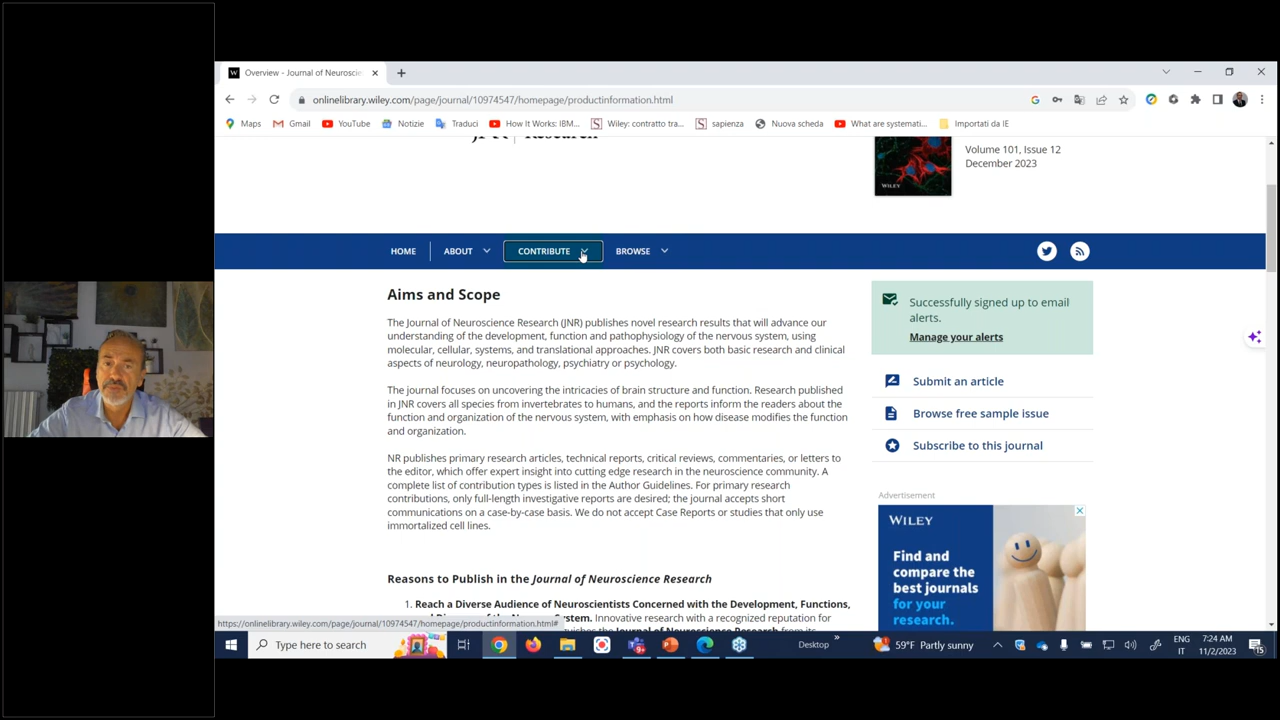 Overview - Journal of Neuroscie
onlinelibrary.wiley.com/page/journal/10974547/homepage/productinformation.html
Maps Gmail YouTube Notizie Traduci How It Works: IBM... Wiley: contratto tra... sapienza Nuova scheda What are systemati... Importati da IE
Volume 101, Issue 12
December 2023
WILEY
HOME ABOUT CONTRIBUTE BROWSE
Aims and Scope
The Journal of Neuroscience Research (JNR) publishes novel research results that will advance our
understanding of the development, function and pathophysiology of the nervous system, using
molecular, cellular, systems, and translational approaches. JNR covers both basic research and clinical
aspects of neurology, neuropathology, psychiatry or psychology.
The journal focuses on uncovering the intricacies of brain structure and function. Research published
in JNR covers all species from invertebrates to humans, and the reports inform the readers about the
function and organization of the nervous system, with emphasis on how disease modifies the function
and organization.
NR publishes primary research articles, technical reports, critical reviews, commentaries, or letters to
the editor, which offer expert insight into cutting edge research in the neuroscience community. A
complete list of contribution types is listed in the Author Guidelines. For primary research
contributions, only full-length investigative reports are desired; the journal accepts short
communications on a case-by-case basis. We do not accept Case Reports or studies that only use
immortalized cell lines.
Reasons to Publish in the Journal of Neuroscience Research
1. Reach a Diverse Audience of Neuroscientists Concerned with the Development, Functions,
System. Innovative research with a recognized reputation for
Successfully signed up to email
alerts.
Manage your alerts
Submit an article
Browse free sample issue
Subscribe to this journal
Advertisement
WILEY
Find and
compare the
best journals
for your
research.
https://onlinelibrary.wiley.com/page/journal/10974547/homepage/productinformation.html#
Type here to search
Desktop
59°F Partly sunny
ENG
IT
7:24 AM
11/2/2023
15